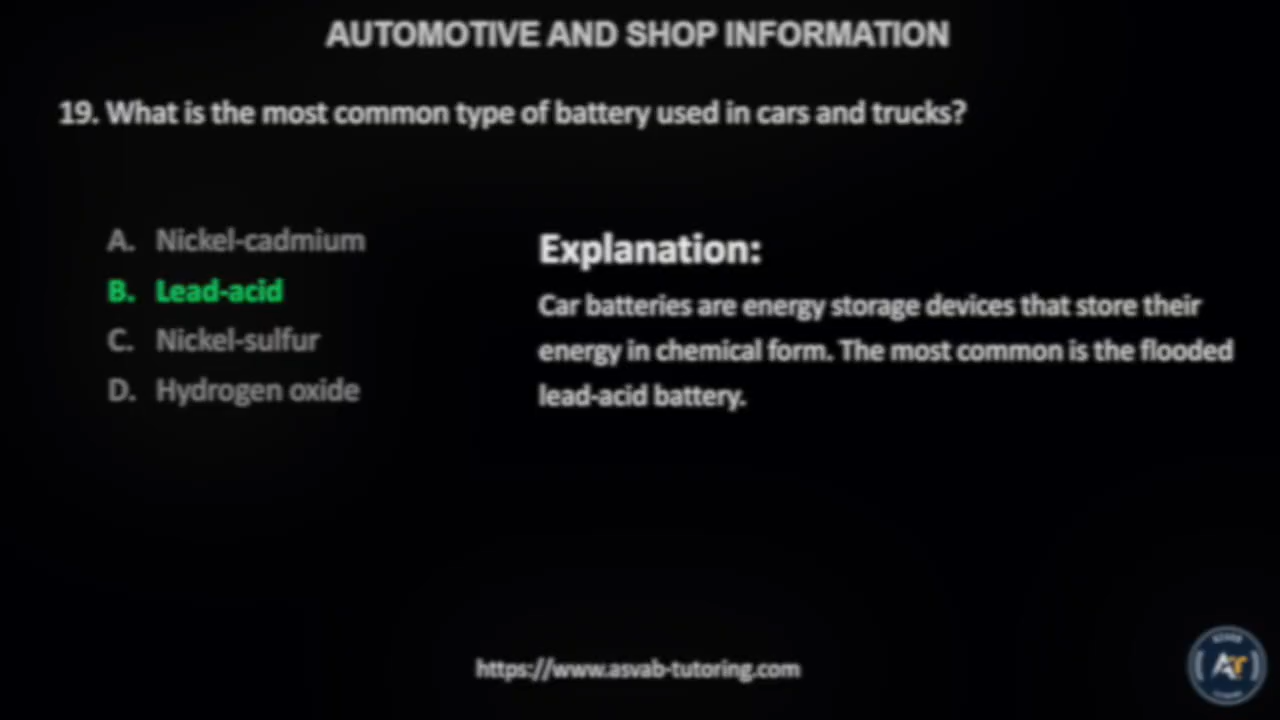 AUTOMOTIVE AND SHOP INFORMATION
19. What is the most common type of battery used in cars and trucks?
A. Nickel-cadmium
B. Lead-acid
C. Nickel-sulfur
D. Hydrogen oxide
Explanation:
Car batteries are energy storage devices that store their
energy in chemical form. The most common is the flooded
lead-acid battery.
https://www.asvab-tutoring.com